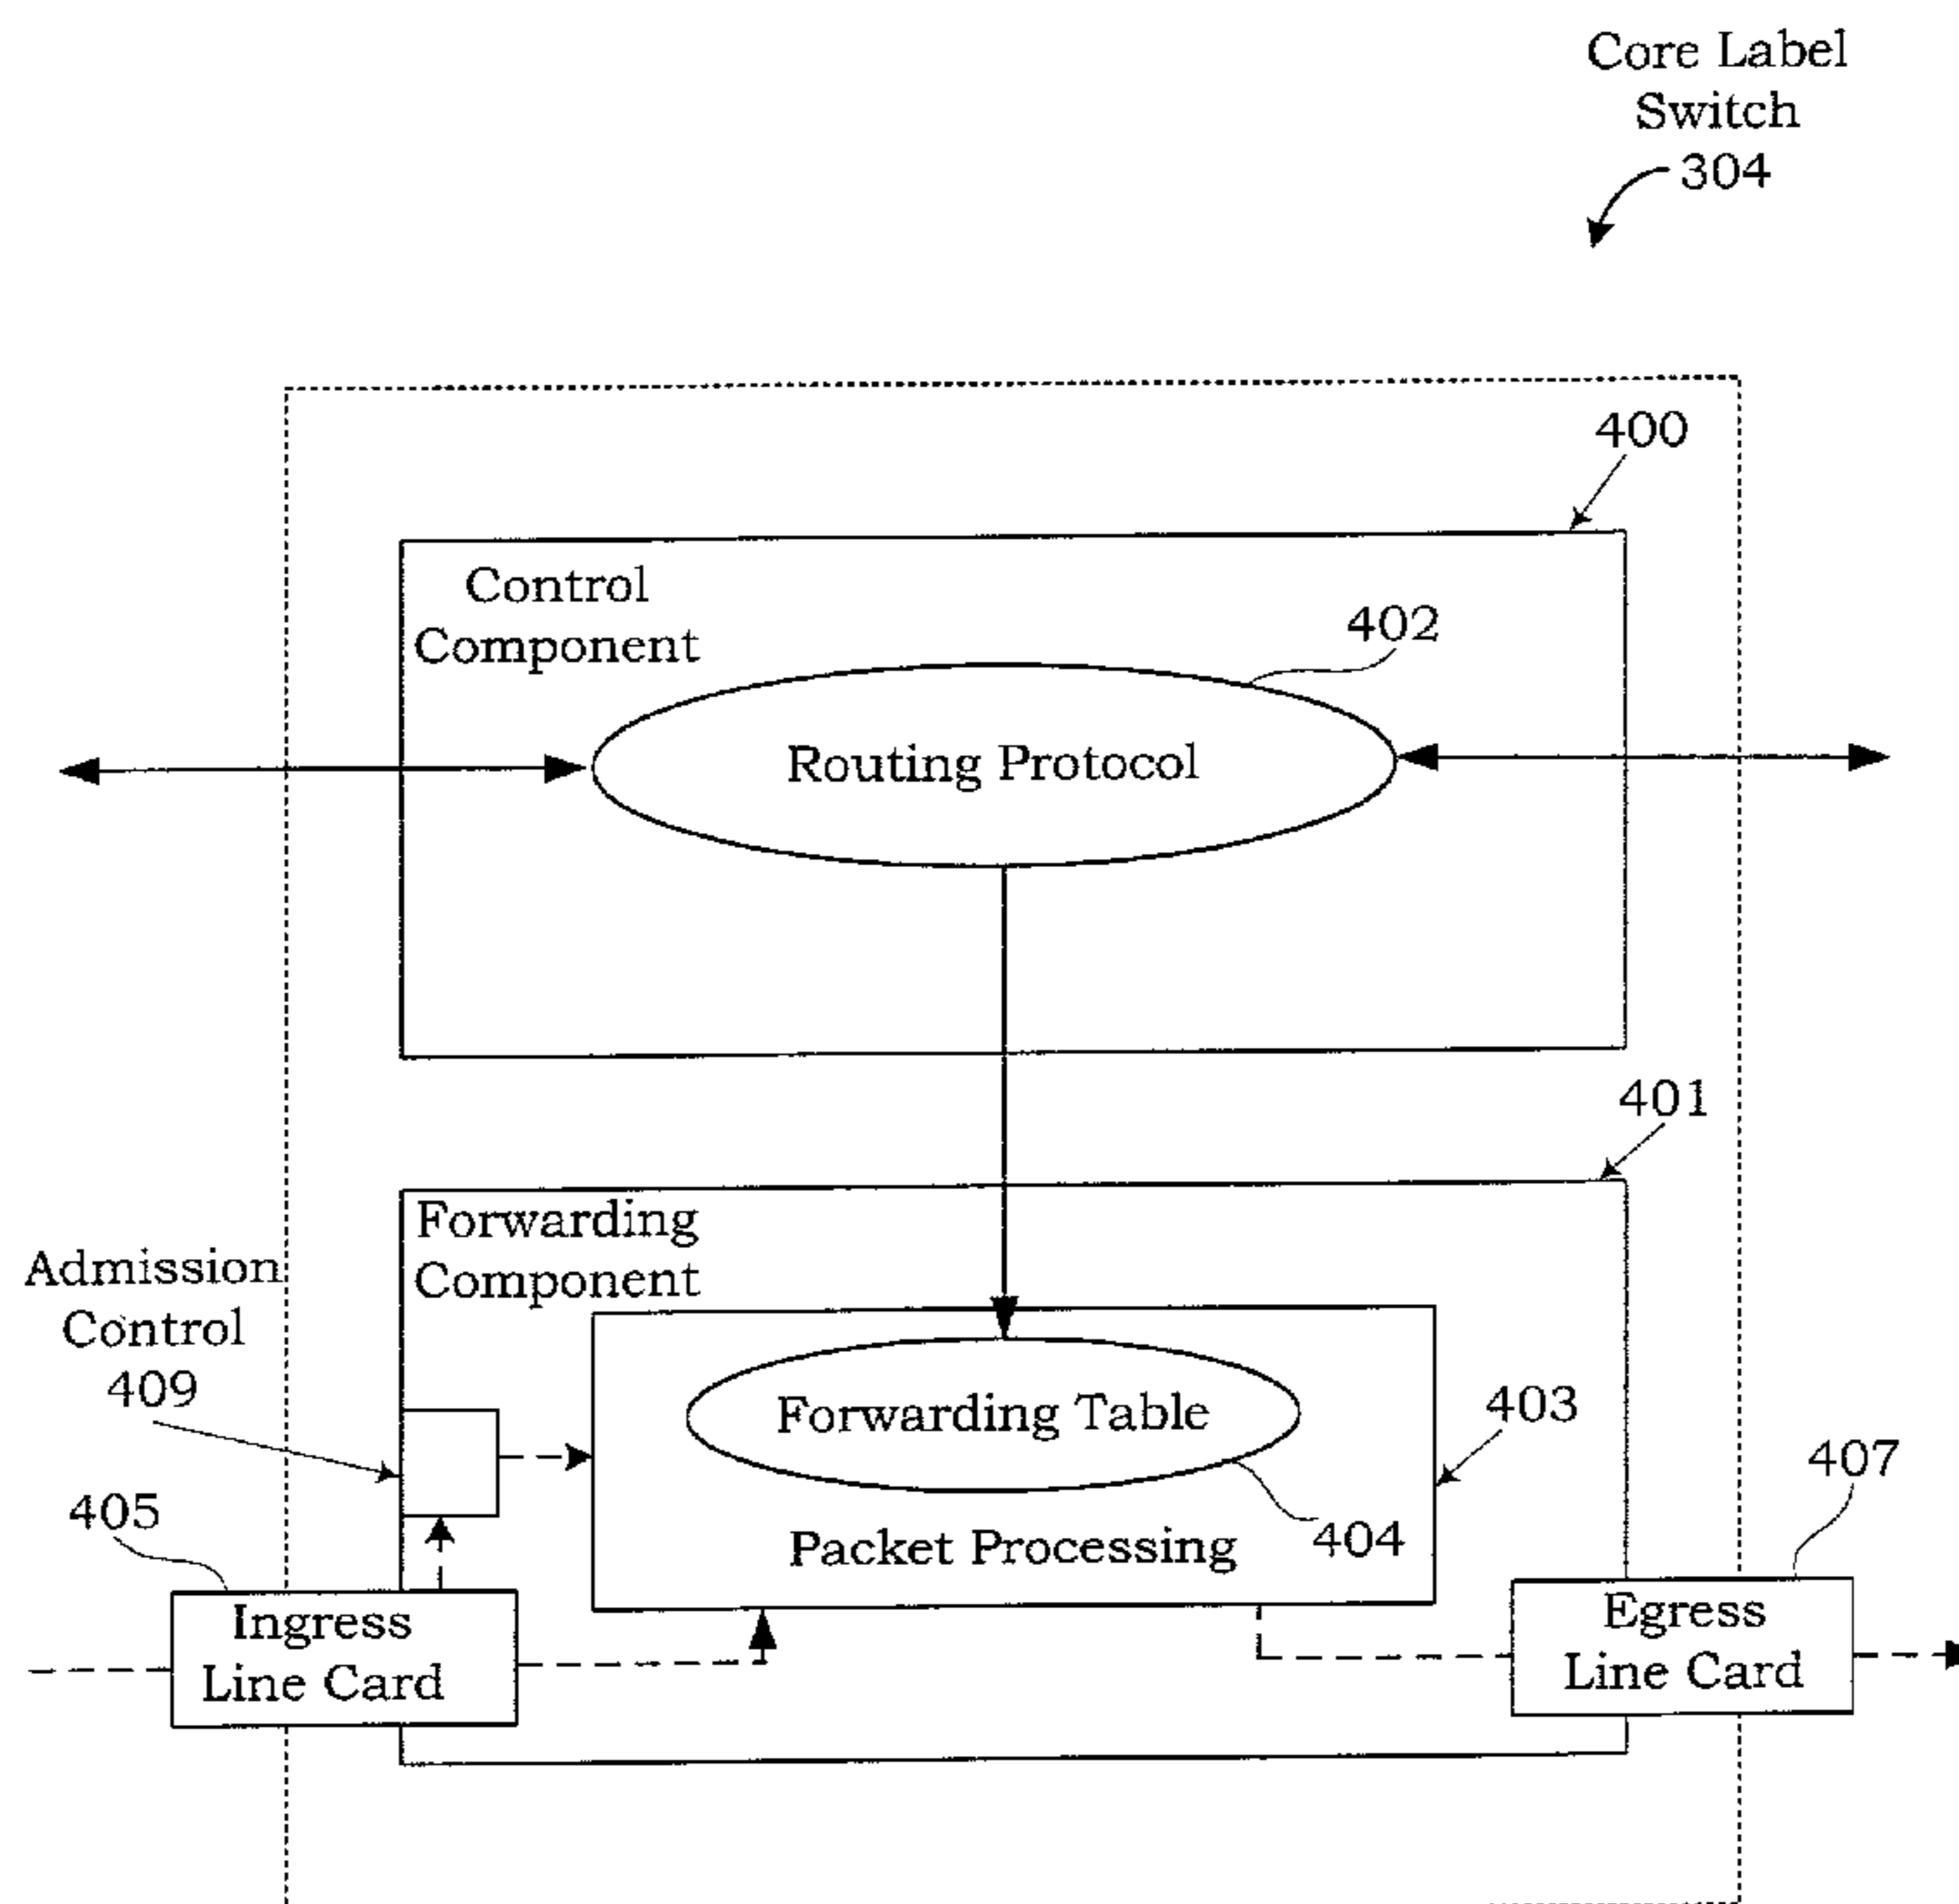 Core Label
Switch
304
400
Control
Component
402
Routing Protocol
401
Forwarding
Component
Admission
Control
409
Forwarding Table
403
407
405
404
Packet Processing
Ingress
Line Card
Egress
Line Card